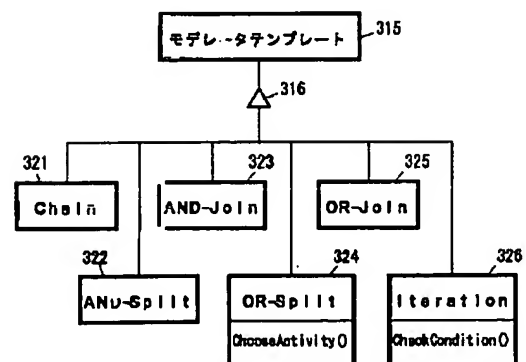 モデレータテンプレート
315
316
321
323
325
Chain
AND-Join
OR-Join
322
324
326
AND-Split
OR-Split
Iteration
ChooseActivity()
CheckCondition()